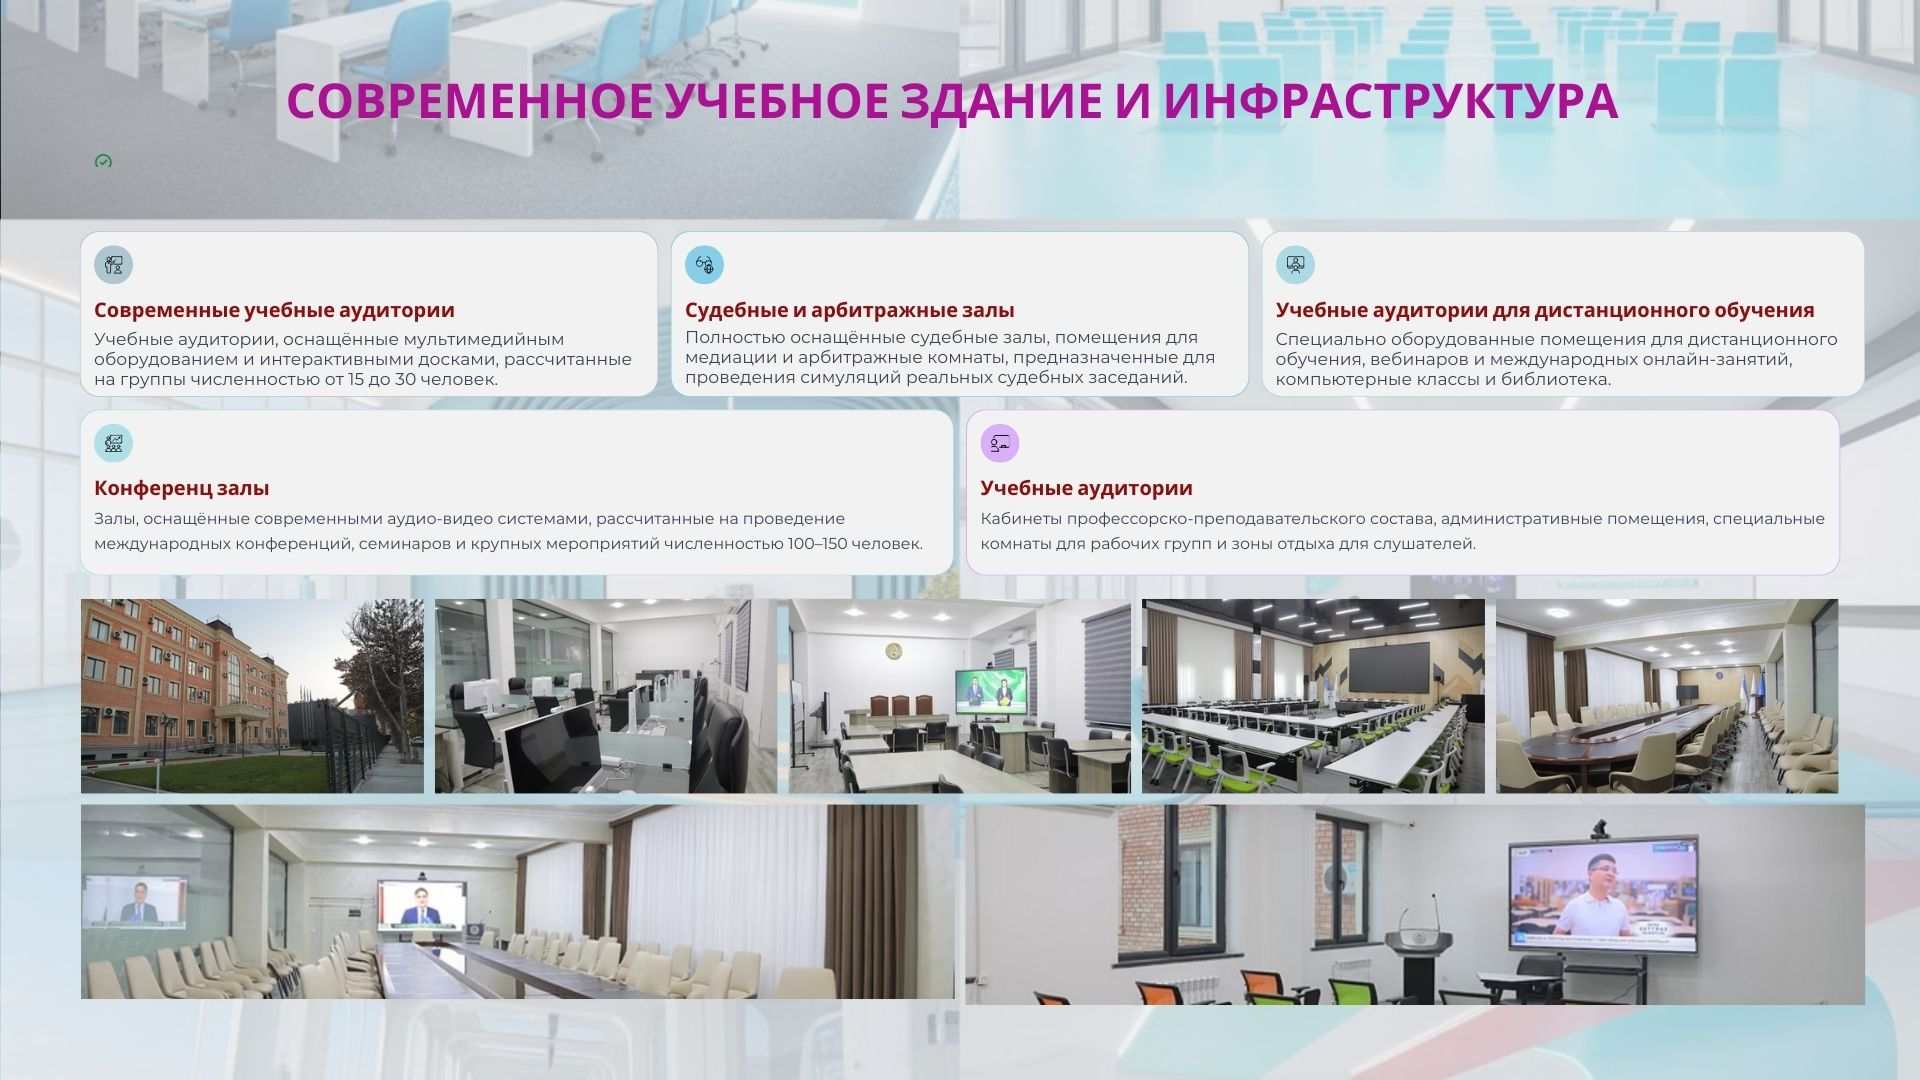 СОВРЕМЕННОЕ УЧЕБНОЕ ЗДАНИЕ И ИНФРАСТРУКТУРА
Современные учебные аудитории
Учебные аудитории, оснащённые мультимедийным
оборудованием и интерактивными досками, рассчитанные
на группы численностью от 15 до 30 человек.
Судебные и арбитражные залы
Полностью оснащённые судебные залы, помещения для
медиации и арбитражные комнаты, предназначенные для
проведения симуляций реальных судебных заседаний.
Учебные аудитории для дистанционного обучения
Специально оборудованные помещения для дистанционного
обучения, вебинаров и международных онлайн-занятий,
компьютерные классы и библиотека.
Конференц залы
Залы, оснащённые современными аудио-видео системами, рассчитанные на проведение
международных конференций, семинаров и крупных мероприятий численностью 100–150 человек.
Учебные аудитории
Кабинеты профессорско-преподавательского состава, административные помещения, специальные
комнаты для рабочих групп и зоны отдыха для слушателей.